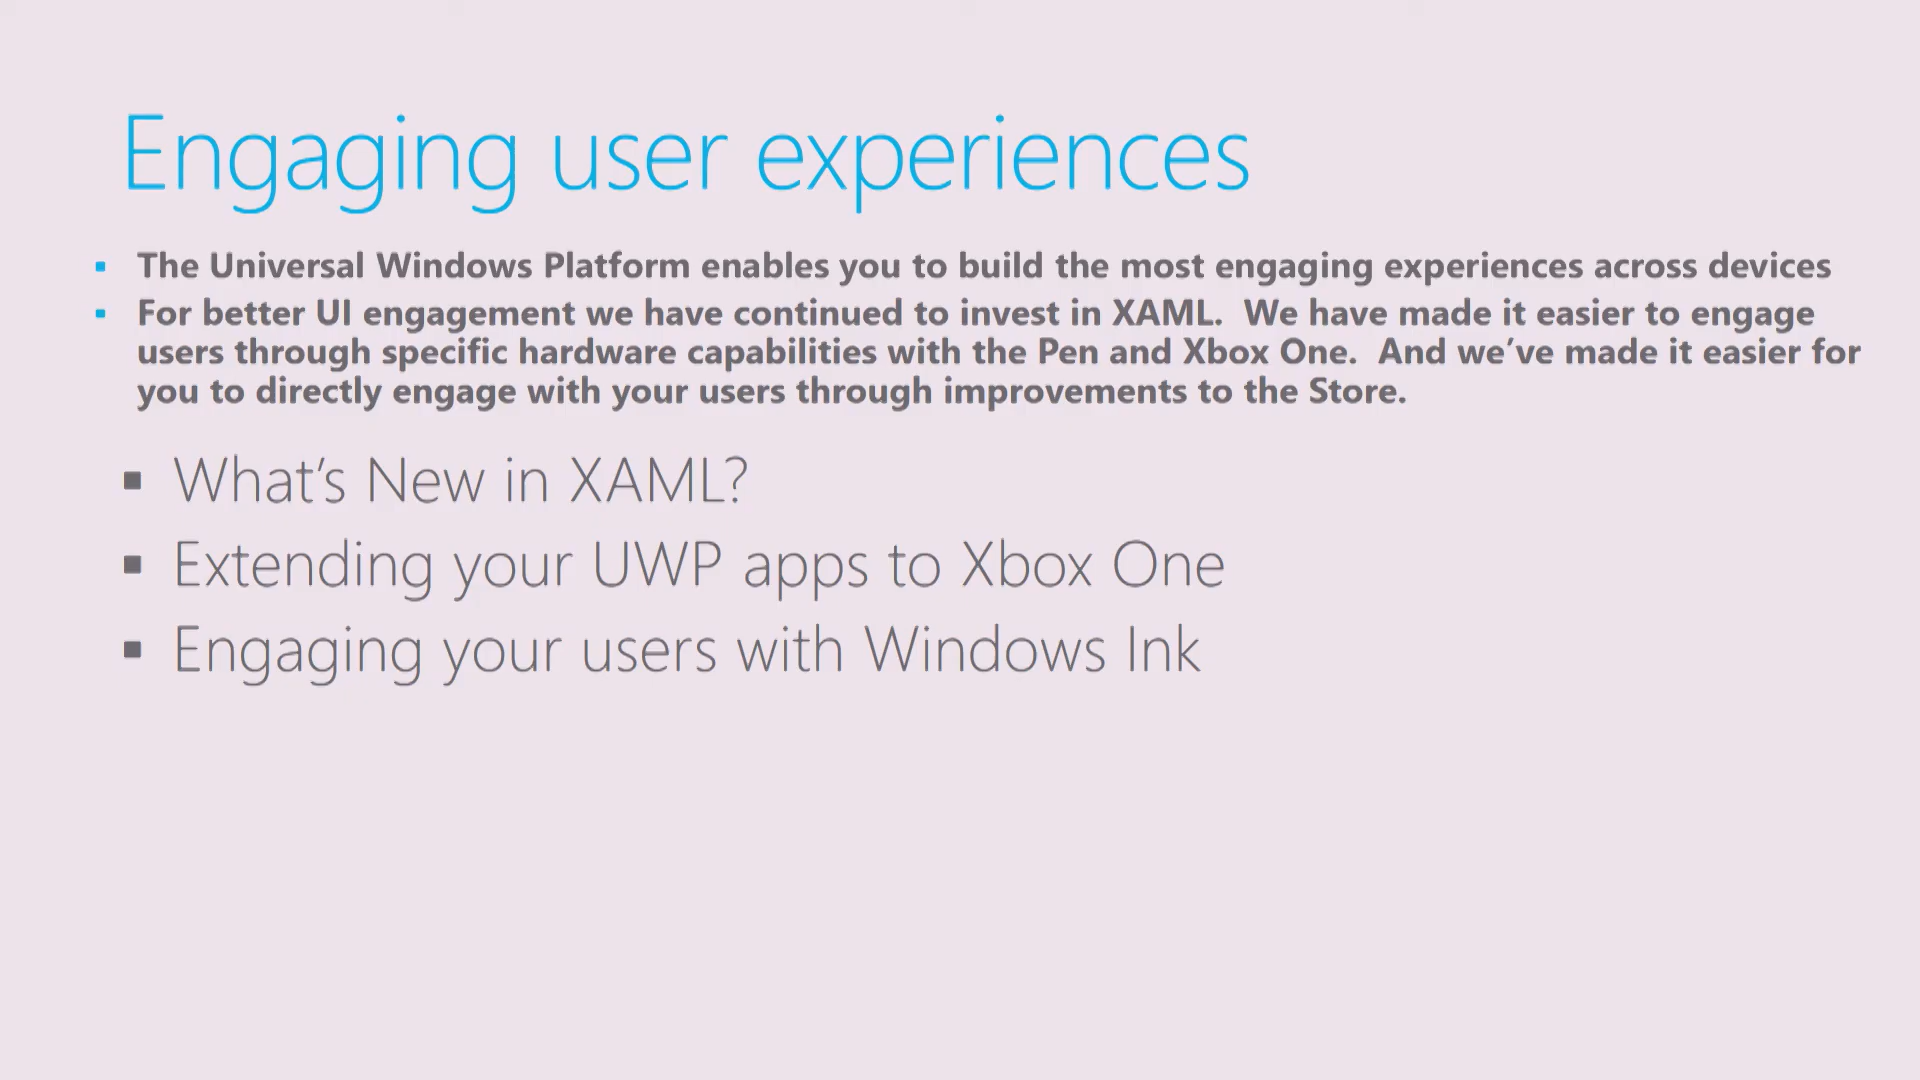 Engaging user experiences
▪ The Universal Windows Platform enables you to build the most engaging experiences across devices
▪ For better UI engagement we have continued to invest in XAML.  We have made it easier to engage
users through specific hardware capabilities with the Pen and Xbox One.  And we’ve made it easier for
you to directly engage with your users through improvements to the Store.
▪ What’s New in XAML?
▪ Extending your UWP apps to Xbox One
▪ Engaging your users with Windows Ink